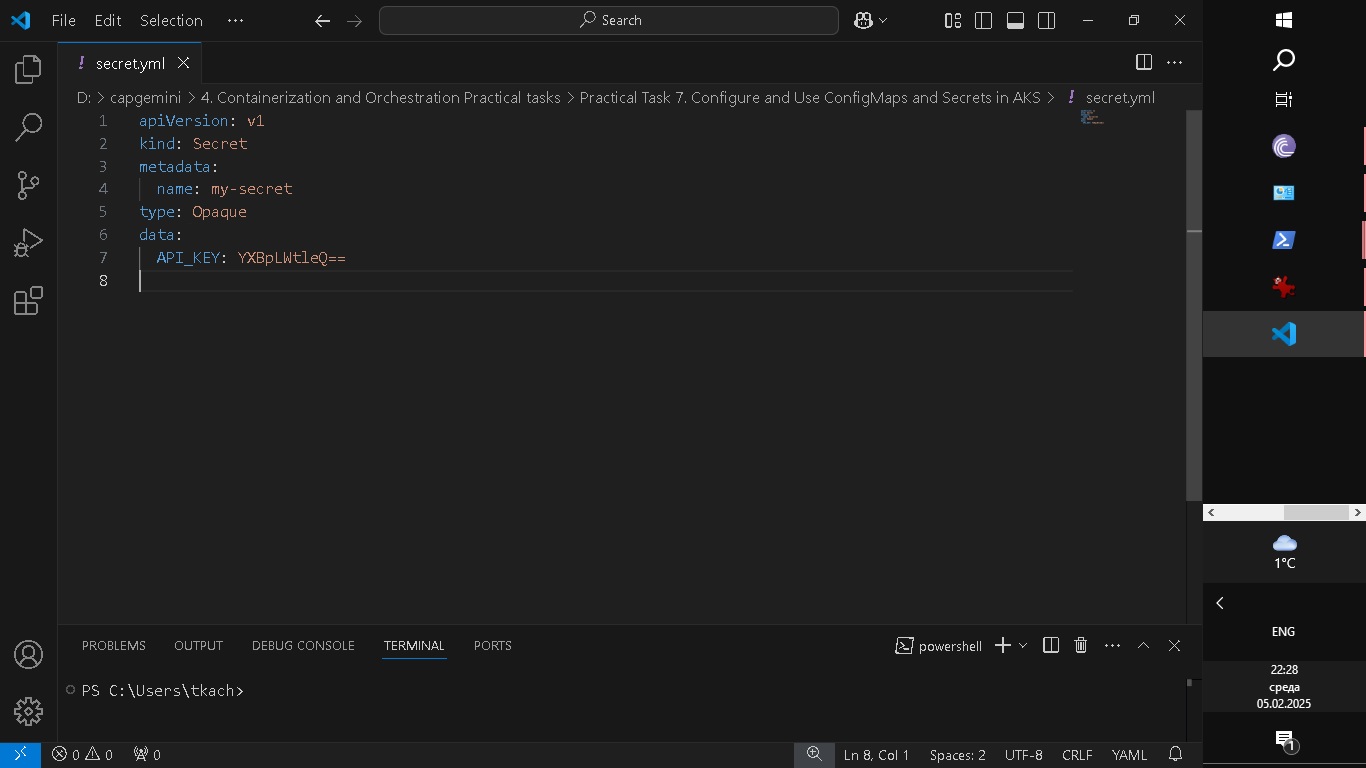 File Edit Selection ···
Search
secret.yml
D: > capgemini > 4. Containerization and Orchestration Practical tasks > Practical Task 7. Configure and Use ConfigMaps and Secrets in AKS > ! secret.yml
1 apiVersion: v1
2 kind: Secret
3 metadata:
4   name: my-secret
5 type: Opaque
6 data:
7   API_KEY: YXBpLWtleQ==
8
PROBLEMS OUTPUT DEBUG CONSOLE TERMINAL PORTS
powershell
PS C:\Users\tkach>
0 0 0
Ln 8, Col 1 Spaces: 2 UTF-8 CRLF YAML
1°C
ENG
22:28
среда
05.02.2025
1